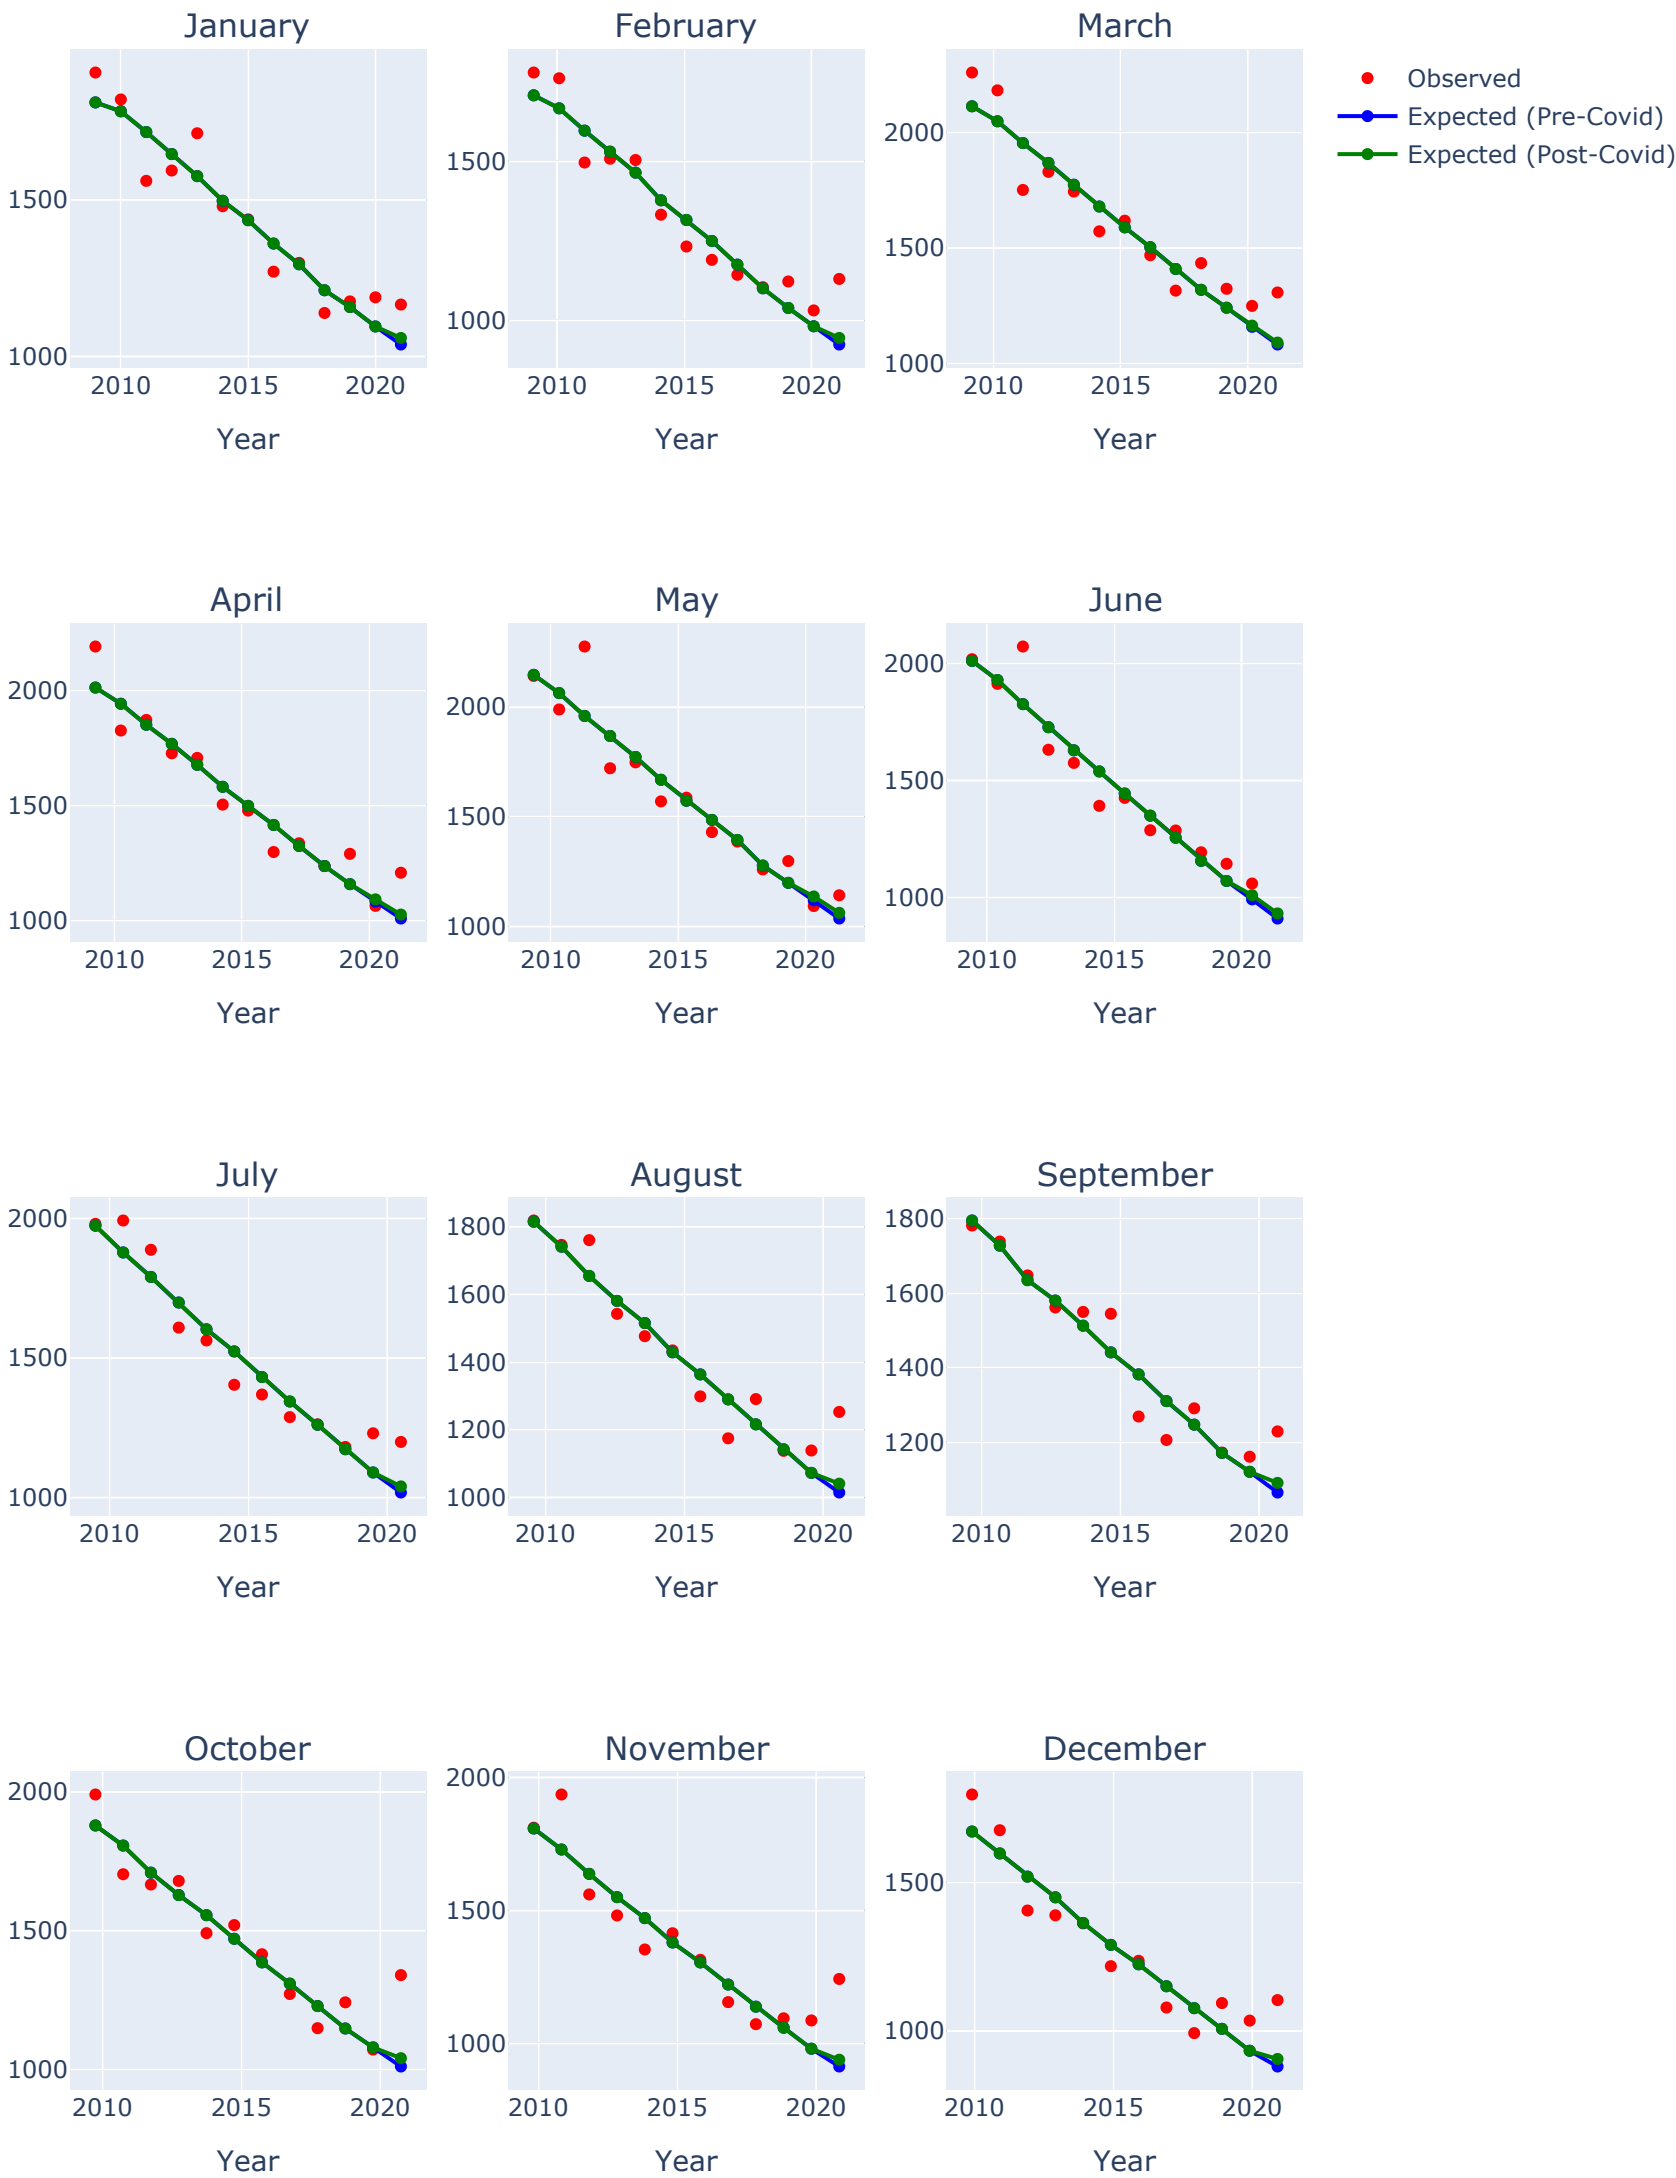 January
February
March
Observed
Expected (Pre-Covid)
Expected (Post-Covid)
1500
1000
2010 2015 2020
Year
1500
1000
2010 2015 2020
Year
2000
1500
1000
2010 2015 2020
Year
April
May
June
2000
1500
1000
2010 2015 2020
Year
2000
1500
1000
2010 2015 2020
Year
2000
1500
1000
2010 2015 2020
Year
July
August
September
2000
1500
1000
2010 2015 2020
Year
1800
1600
1400
1200
1000
2010 2015 2020
Year
1800
1600
1400
1200
2010 2015 2020
Year
October
November
December
2000
1500
1000
2010 2015 2020
Year
2000
1500
1000
2010 2015 2020
Year
1500
1000
2010 2015 2020
Year